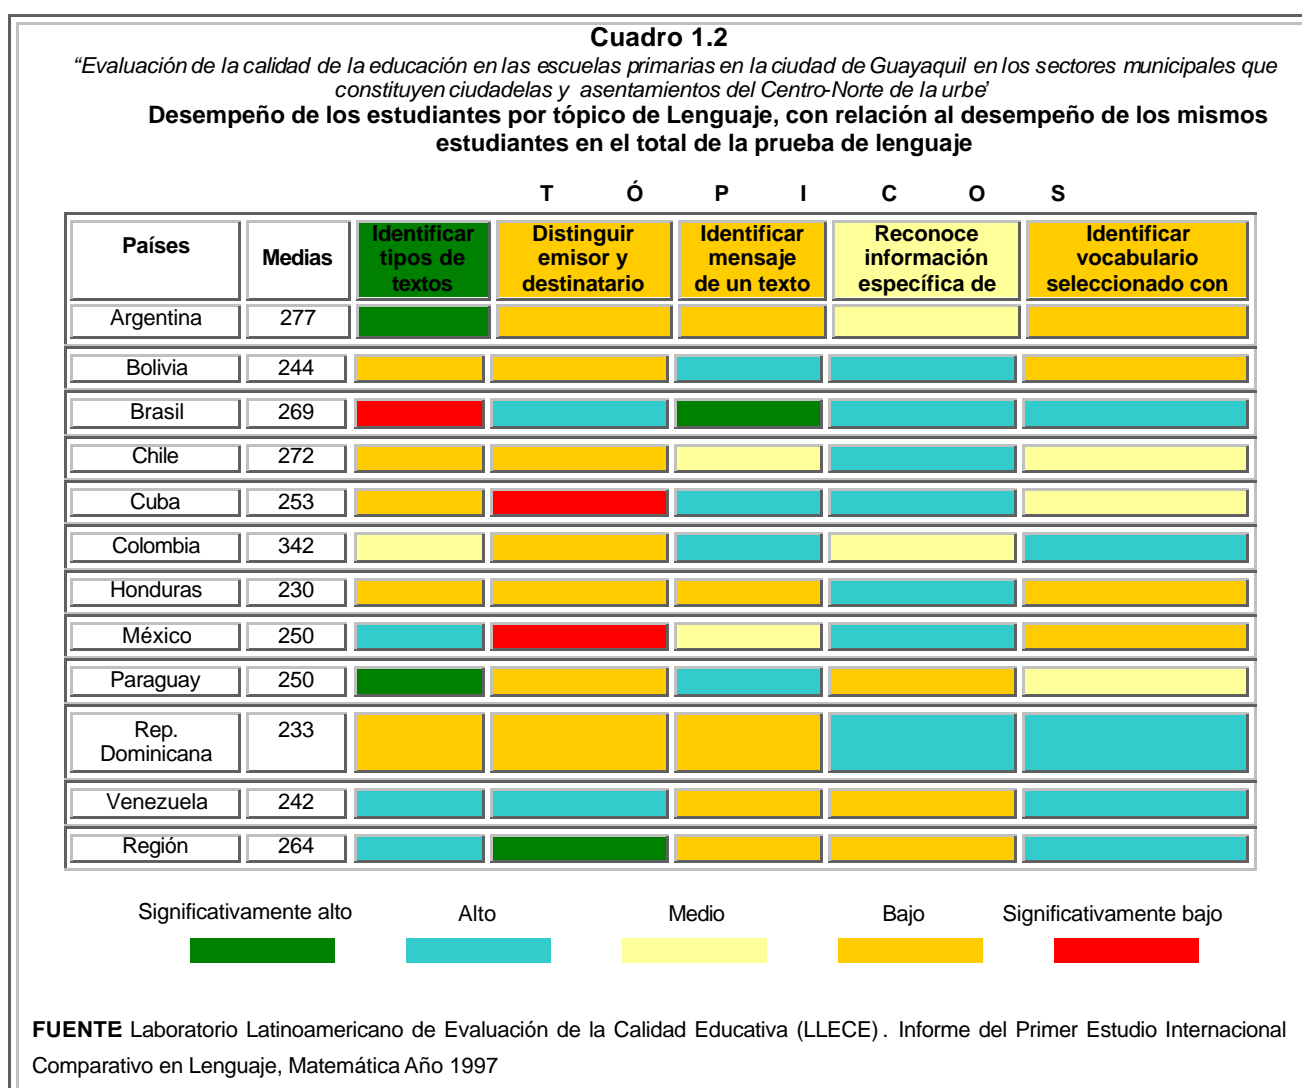 Cuadro 1.2
“Evaluación de la calidad de la educación en las escuelas primarias en la ciudad de Guayaquil en los sectores municipales que
constituyen ciudadelas y asentamientos del Centro-Norte de la urbe’
Desempeño de los estudiantes por tópico de Lenguaje, con relación al desempeño de los mismos
estudiantes en el total de la prueba de lenguaje
T Ó P I C O S
Países Medias Identificar tipos de textos Distinguir emisor y destinatario Identificar mensaje de un texto Reconoce información específica de Identificar vocabulario seleccionado con
Argentina 277
Bolivia 244
Brasil 269
Chile 272
Cuba 253
Colombia 342
Honduras 230
México 250
Paraguay 250
Rep. Dominicana 233
Venezuela 242
Región 264
Significativamente alto Alto Medio Bajo Significativamente bajo
FUENTE Laboratorio Latinoamericano de Evaluación de la Calidad Educativa (LLECE). Informe del Primer Estudio Internacional
Comparativo en Lenguaje, Matemática Año 1997